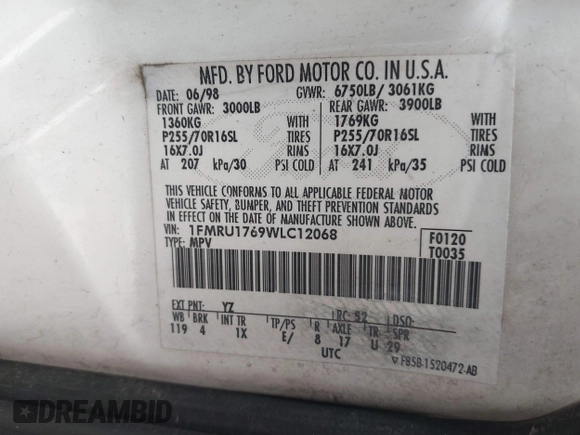 MFD. BY FORD MOTOR CO. IN U.S.A.
DATE: 06/98 GVWR: 6750LB/ 3061KG
FRONT GAWR: 3000LB REAR GAWR: 3900LB
1360KG WITH 1769KG WITH
P255/70R16SL TIRES P255/70R16SL TIRES
16X7.0J RIMS 16X7.0J RIMS
AT 207 kPa/30 PSI COLD AT 241 kPa/35 PSI COLD
THIS VEHICLE CONFORMS TO ALL APPLICABLE FEDERAL MOTOR
VEHICLE SAFETY, BUMPER, AND THEFT PREVENTION STANDARDS
IN EFFECT ON THE DATE OF MANUFACTURE SHOWN ABOVE.
VIN: 1FMRU1769WLC12068 F0120
TYPE: MPV T0035
EXT PNT: YZ RC: 52 DSO:
WB BRK INT TR TP/PS R AXLE TR SPR
119 4 1X E/ 8 17 U 29
UTC
F85B-1520472-AB
DREAMBID